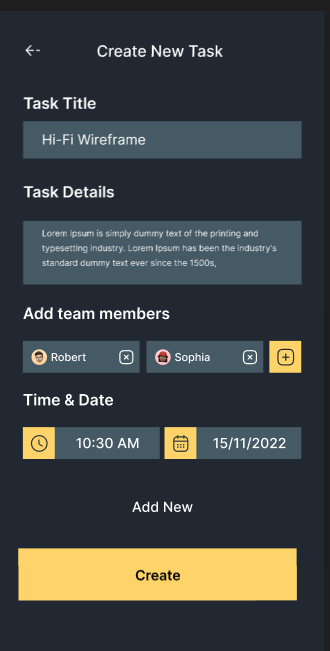 Create New Task
Task Title
Hi-Fi Wireframe
Task Details
Lorem Ipsum is simply dummy text of the printing and
typesetting industry. Lorem Ipsum has been the industry's
standard dummy text ever since the 1500s,
Add team members
Robert Sophia
Time & Date
10:30 AM 15/11/2022
Add New
Create